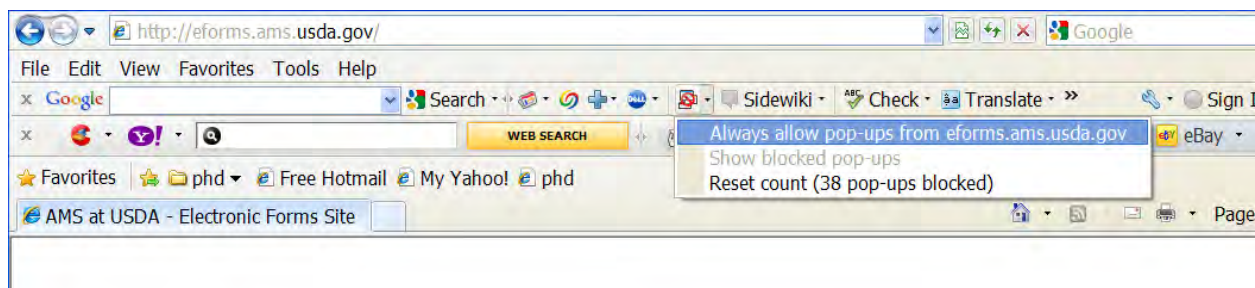 http://eforms.ams.usda.gov/ Google
File Edit View Favorites Tools Help
x Google Search Sidewiki ABC Check aä Translate » Sign I
x Y! WEB SEARCH Always allow pop-ups from eforms.ams.usda.gov eBay
Show blocked pop-ups
Favorites phd Free Hotmail My Yahoo! phd Reset count (38 pop-ups blocked)
AMS at USDA - Electronic Forms Site Page